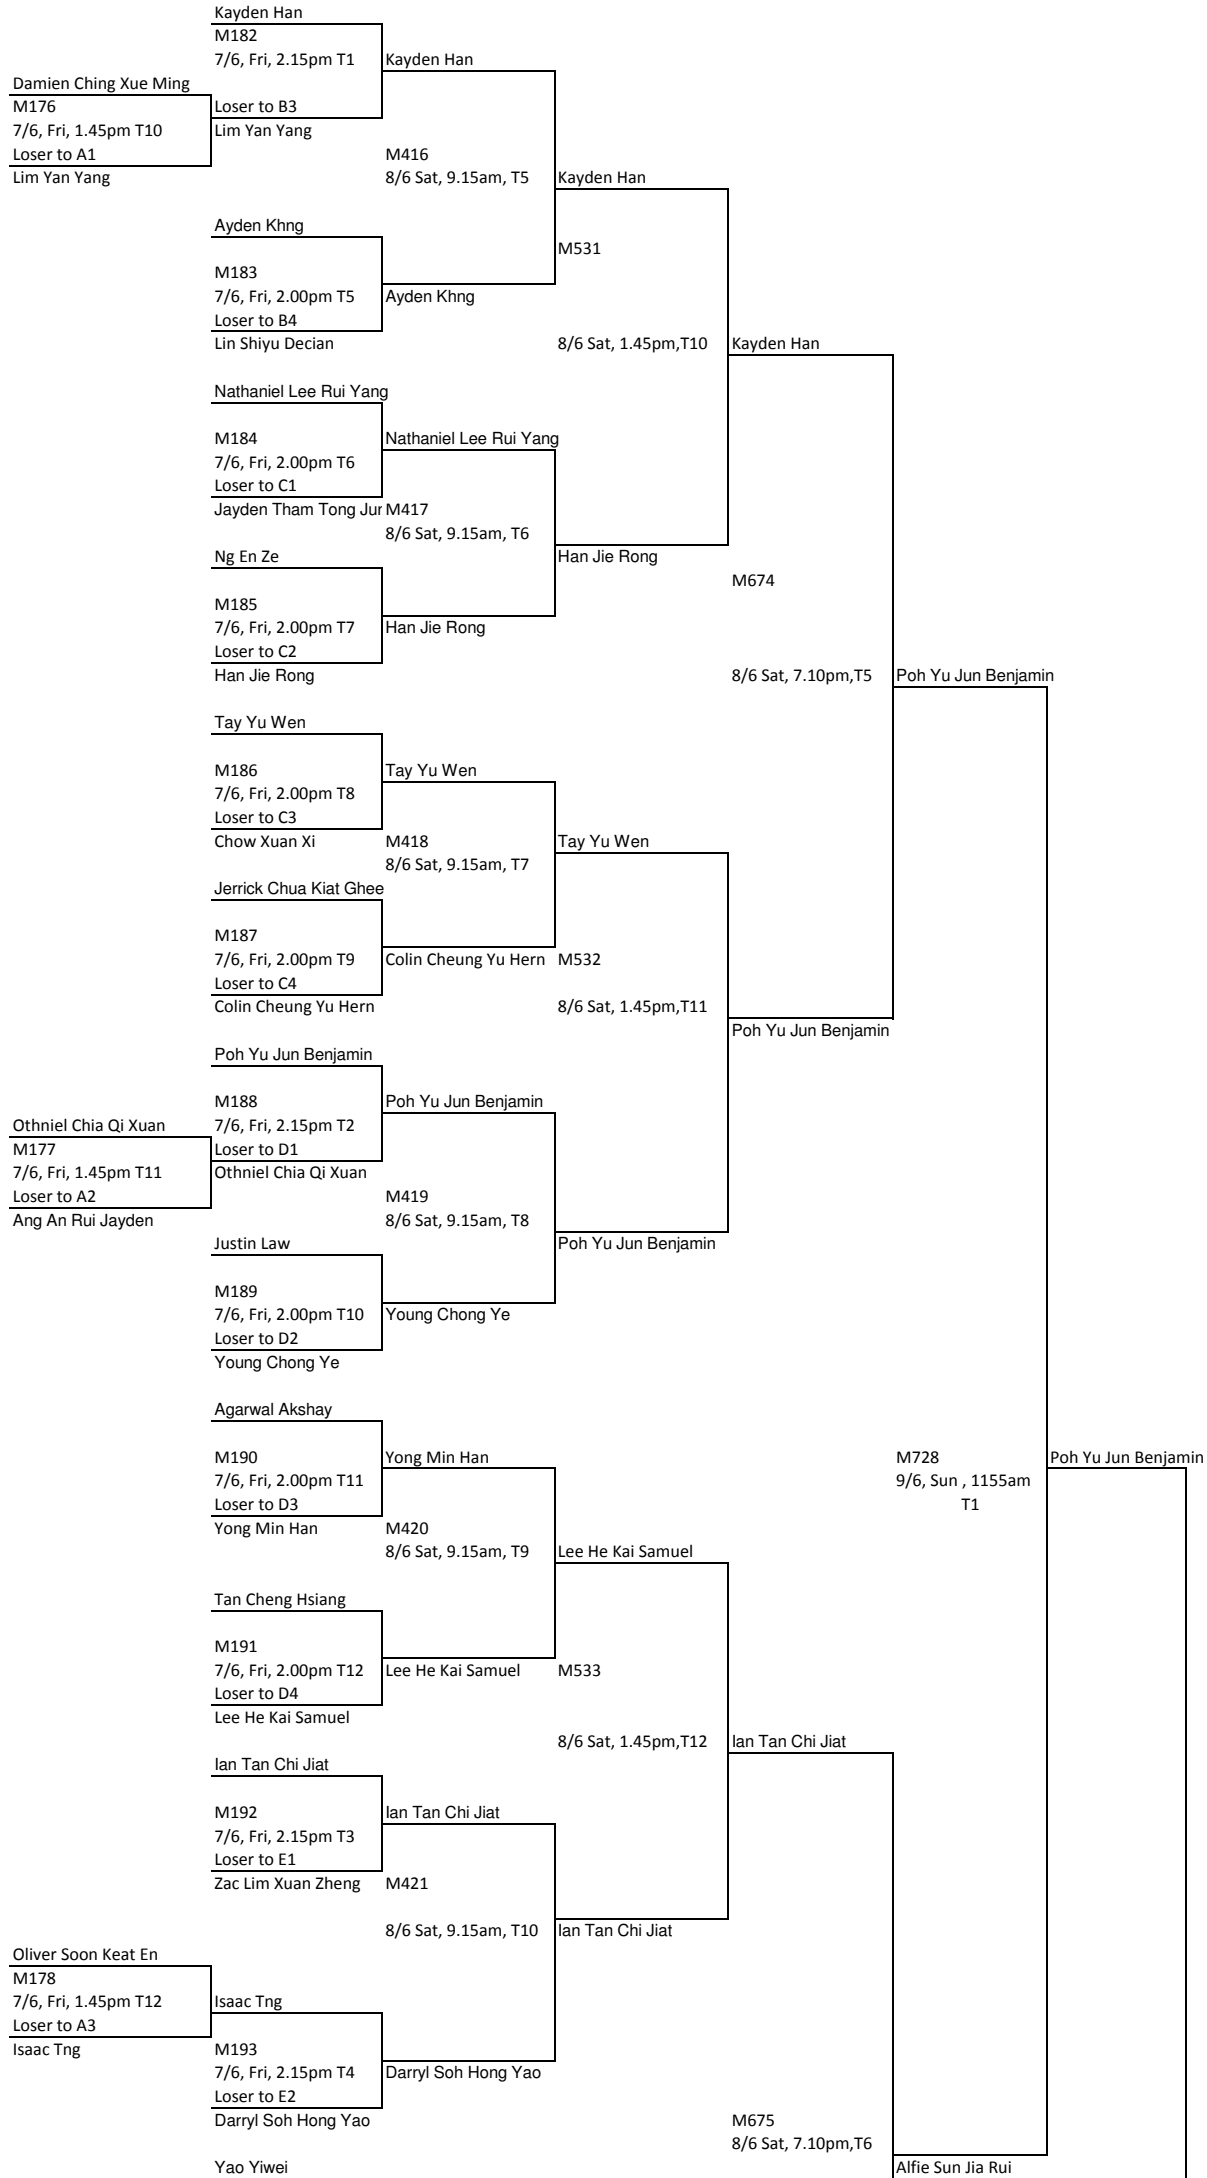 Kayden Han
M182
7/6, Fri, 2.15pm T1
Kayden Han
Damien Ching Xue Ming
M176
Loser to B3
7/6, Fri, 1.45pm T10
Lim Yan Yang
Loser to A1
M416
Lim Yan Yang
8/6 Sat, 9.15am, T5
Kayden Han
Ayden Khng
M531
M183
7/6, Fri, 2.00pm T5
Ayden Khng
Loser to B4
Lin Shiyu Decian
8/6 Sat, 1.45pm,T10
Kayden Han
Nathaniel Lee Rui Yang
M184
Nathaniel Lee Rui Yang
7/6, Fri, 2.00pm T6
Loser to C1
Jayden Tham Tong Jur
M417
8/6 Sat, 9.15am, T6
Ng En Ze
Han Jie Rong
M674
M185
7/6, Fri, 2.00pm T7
Han Jie Rong
Loser to C2
Han Jie Rong
8/6 Sat, 7.10pm,T5
Poh Yu Jun Benjamin
Tay Yu Wen
M186
Tay Yu Wen
7/6, Fri, 2.00pm T8
Loser to C3
Chow Xuan Xi
M418
Tay Yu Wen
8/6 Sat, 9.15am, T7
Jerrick Chua Kiat Ghee
M187
7/6, Fri, 2.00pm T9
Colin Cheung Yu Hern
M532
Loser to C4
Colin Cheung Yu Hern
8/6 Sat, 1.45pm,T11
Poh Yu Jun Benjamin
Poh Yu Jun Benjamin
M188
Poh Yu Jun Benjamin
Othniel Chia Qi Xuan
7/6, Fri, 2.15pm T2
M177
Loser to D1
7/6, Fri, 1.45pm T11
Othniel Chia Qi Xuan
Loser to A2
M419
Ang An Rui Jayden
8/6 Sat, 9.15am, T8
Justin Law
Poh Yu Jun Benjamin
M189
7/6, Fri, 2.00pm T10
Young Chong Ye
Loser to D2
Young Chong Ye
Agarwal Akshay
M190
Yong Min Han
M728
Poh Yu Jun Benjamin
7/6, Fri, 2.00pm T11
9/6, Sun , 1155am
Loser to D3
T1
Yong Min Han
M420
8/6 Sat, 9.15am, T9
Lee He Kai Samuel
Tan Cheng Hsiang
M191
7/6, Fri, 2.00pm T12
Lee He Kai Samuel
M533
Loser to D4
Lee He Kai Samuel
8/6 Sat, 1.45pm,T12
Ian Tan Chi Jiat
Ian Tan Chi Jiat
M192
Ian Tan Chi Jiat
7/6, Fri, 2.15pm T3
Loser to E1
Zac Lim Xuan Zheng
M421
8/6 Sat, 9.15am, T10
Ian Tan Chi Jiat
Oliver Soon Keat En
M178
7/6, Fri, 1.45pm T12
Isaac Tng
Loser to A3
Isaac Tng
M193
7/6, Fri, 2.15pm T4
Darryl Soh Hong Yao
Loser to E2
Darryl Soh Hong Yao
M675
8/6 Sat, 7.10pm,T6
Yao Yiwei
Alfie Sun Jia Rui